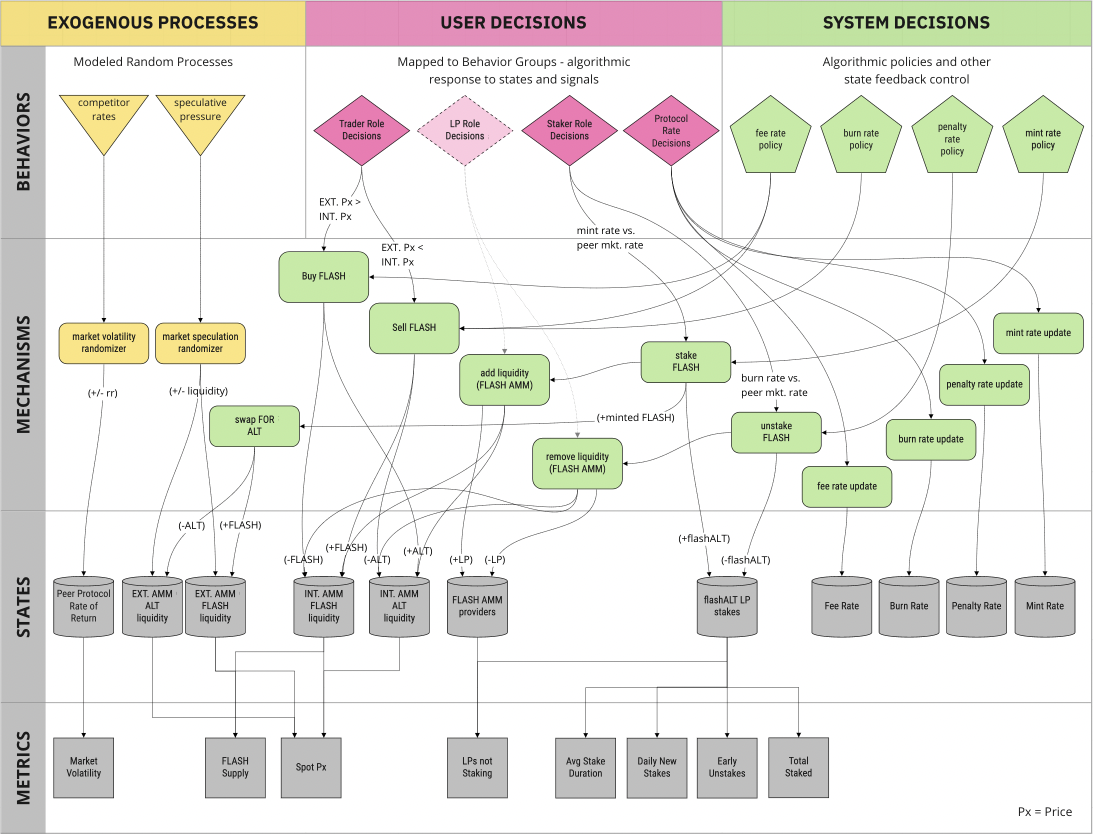 EXOGENOUS PROCESSES
USER DECISIONS
SYSTEM DECISIONS
BEHAVIORS
Modeled Random Processes
Mapped to Behavior Groups - algorithmic
response to states and signals
Algorithmic policies and other
state feedback control
competitor
rates
speculative
pressure
Trader Role
Decisions
LP Role
Decisions
Staker Role
Decisions
Protocol
Rate
Decisions
fee rate
policy
burn rate
policy
penalty
rate
policy
mint rate
policy
EXT. Px >
INT. Px
EXT. Px <
INT. Px
mint rate vs.
peer mkt. rate
MECHANISMS
Buy FLASH
Sell FLASH
market volatility
randomizer
market speculation
randomizer
add liquidity
(FLASH AMM)
stake
FLASH
mint rate update
penalty rate update
burn rate vs.
peer mkt. rate
(+/- rr)
(+/- liquidity)
swap FOR
ALT
(+minted FLASH)
unstake
FLASH
burn rate update
remove liquidity
(FLASH AMM)
fee rate update
STATES
(-ALT)
(+FLASH)
(-FLASH)
(+FLASH)
(-ALT)
(+ALT)
(+LP)
(-LP)
(+flashALT)
(-flashALT)
Peer Protocol
Rate of
Return
EXT. AMM
ALT
liquidity
EXT. AMM
FLASH
liquidity
INT. AMM
FLASH
liquidity
INT. AMM
ALT
liquidity
FLASH AMM
providers
flashALT LP
stakes
Fee Rate
Burn Rate
Penalty Rate
Mint Rate
METRICS
Market
Volatility
FLASH
Supply
Spot Px
LPs not
Staking
Avg Stake
Duration
Daily New
Stakes
Early
Unstakes
Total
Staked
Px = Price